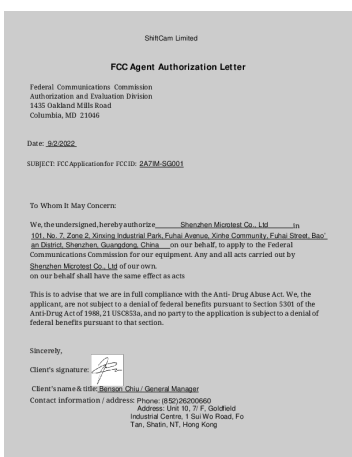 ShiftCam Limited
FCC Agent Authorization Letter
Federal Communications Commission
Authorization and Evaluation Division
1435 Oakland Mills Road
Columbia, MD 21046
Date: 9/2/2022
SUBJECT: FCC Application for FCC ID: 2A7IM-SG001
To Whom It May Concern:
We, the undersigned, hereby authorize Shenzhen Microtest Co., Ltd in
101, No. 7, Zone 2, Xinxing Industrial Park, Fuhai Avenue, Xinhe Community, Fuhai Street, Bao'
an District, Shenzhen, Guangdong, China on our behalf, to apply to the Federal
Communications Commission for our equipment. Any and all acts carried out by
Shenzhen Microtest Co., Ltd of our own.
on our behalf shall have the same effect as acts
This is to advise that we are in full compliance with the Anti- Drug Abuse Act. We, the
applicant, are not subject to a denial of federal benefits pursuant to Section 5301 of the
Anti-Drug Act of 1988, 21 USC853a, and no party to the application is subject to a denial of
federal benefits pursuant to that section.
Sincerely,
Client's signature:
Client's name & title: Benson Chiu / General Manager
Contact information / address: Phone: (852)26200660
Address: Unit 10, 7/ F, Goldfield
Industrial Centre, 1 Sui Wo Road, Fo
Tan, Shatin, NT, Hong Kong